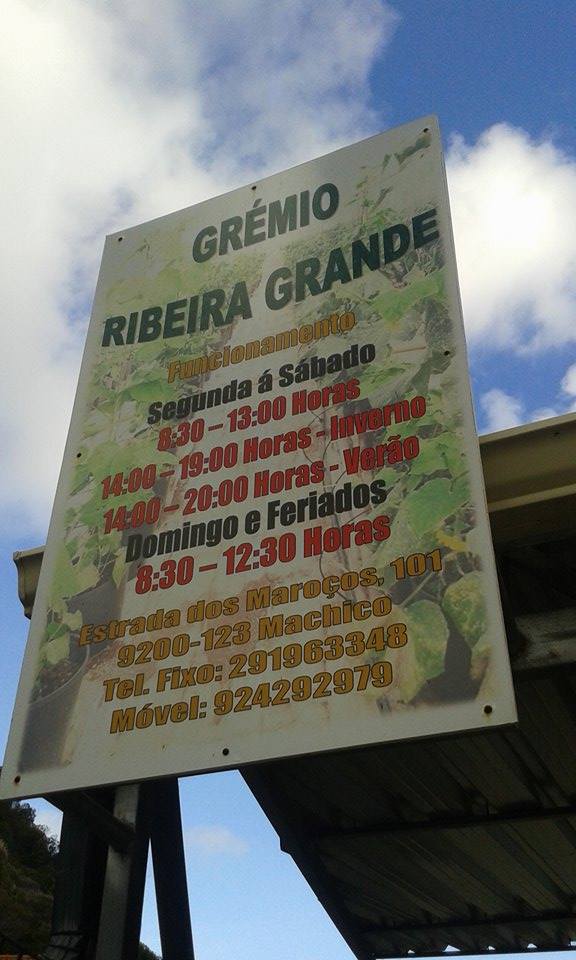 GRÉMIO
RIBEIRA GRANDE
Funcionamento
Segunda á Sábado
8:30 – 13:00 Horas
14:00 – 19:00 Horas - Inverno
14:00 – 20:00 Horas - Verão
Domingo e Feriados
8:30 – 12:30 Horas
Estrada dos Maroços, 101
9200-123 Machico
Tel. Fixo: 291963348
Móvel: 924292979